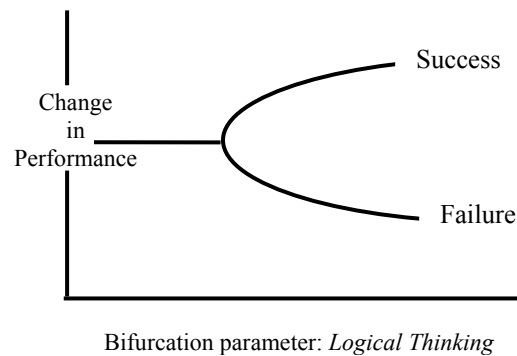 Success
Change
in
Performance
Failure
Bifurcation parameter: Logical Thinking